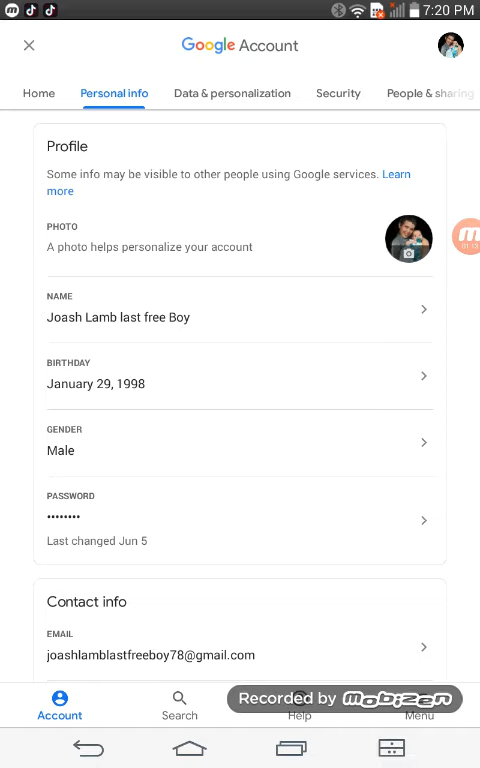 7:20 PM
Google Account
Home Personal info Data & personalization Security People & sharing
Profile
Some info may be visible to other people using Google services. Learn
more
PHOTO
A photo helps personalize your account
NAME
Joash Lamb last free Boy
BIRTHDAY
January 29, 1998
GENDER
Male
PASSWORD
••••••••
Last changed Jun 5
Contact info
EMAIL
joashlamblastfreeboy78@gmail.com
Recorded by MOBIZEN
Account Search Help Menu